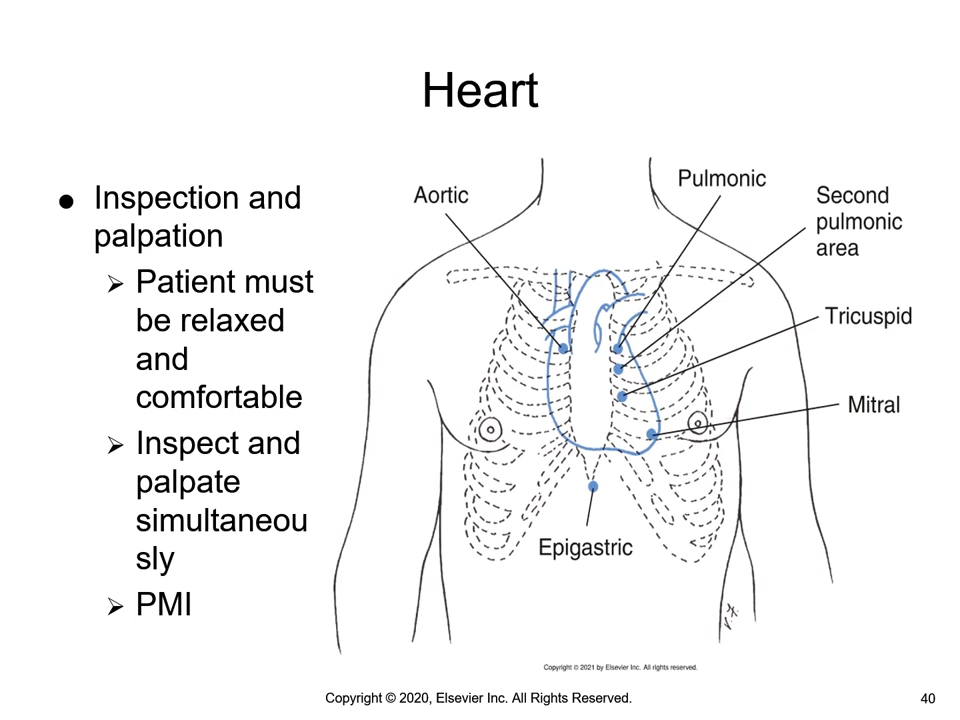 Heart
● Inspection and
palpation
➢ Patient must
be relaxed
and
comfortable
➢ Inspect and
palpate
simultaneou
sly
➢ PMI
Aortic
Pulmonic
Second
pulmonic
area
Tricuspid
Mitral
Epigastric
Copyright © 2021 by Elsevier Inc. All rights reserved.
Copyright © 2020, Elsevier Inc. All Rights Reserved.
40